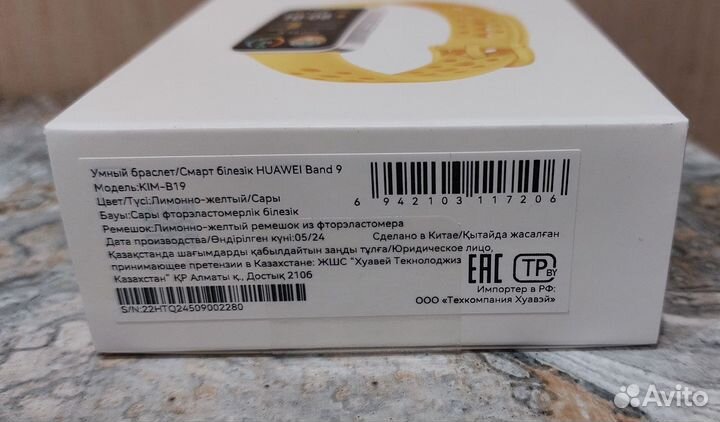 Умный браслет/Смарт білезік HUAWEI Band 9
Модель:KIM-B19
Цвет/Түсі:Лимонно-желтый/Сары
Бауы:Сары фторэластомерлік білезік
Ремешок:Лимонно-желтый ремешок из фторэластомера
Дата производства/Өндірілген күні:05/24 Сделано в Китае/Қытайда жасалған
Қазақстанда шағымдарды қабылдайтын заңды тұлға/Юридическое лицо,
принимающее претензии в Казахстане: ЖШС "Хуавей Текнолоджиз
Казахстан" ҚР Алматы қ., Достық 210б
S/N:22HTQ24509002280
6 942103 117206
EAC
TP BY
Импортер в РФ:
ООО «Техкомпания Хуавэй»
Avito